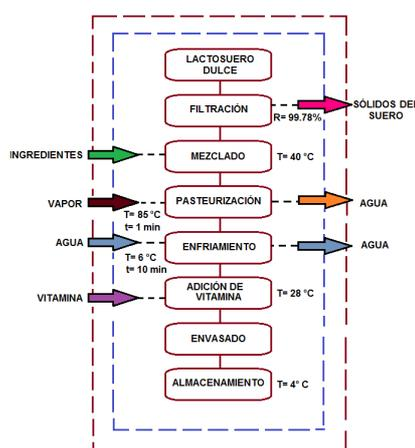 LACTOSUERO
DULCE
FILTRACIÓN
R= 99.78%
SÓLIDOS DEL
SUERO
INGREDIENTES
MEZCLADO
T= 40 °C
VAPOR
T= 85 °C
t= 1 min
PASTEURIZACIÓN
AGUA
AGUA
T= 6 °C
t= 10 min
ENFRIAMIENTO
AGUA
VITAMINA
ADICIÓN DE
VITAMINA
T= 28 °C
ENVASADO
ALMACENAMIENTO
T= 4° C